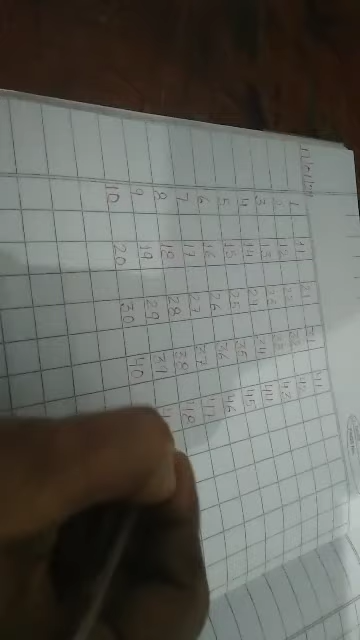 1 11 21 31 41
2 12 22 32 42
3 13 23 33 43
4 14 24 34 44
5 15 25 35 45
6 16 26 36 46
7 17 27 37 47
8 18 28 38 48
9 19 29 39 4
10 20 30 40